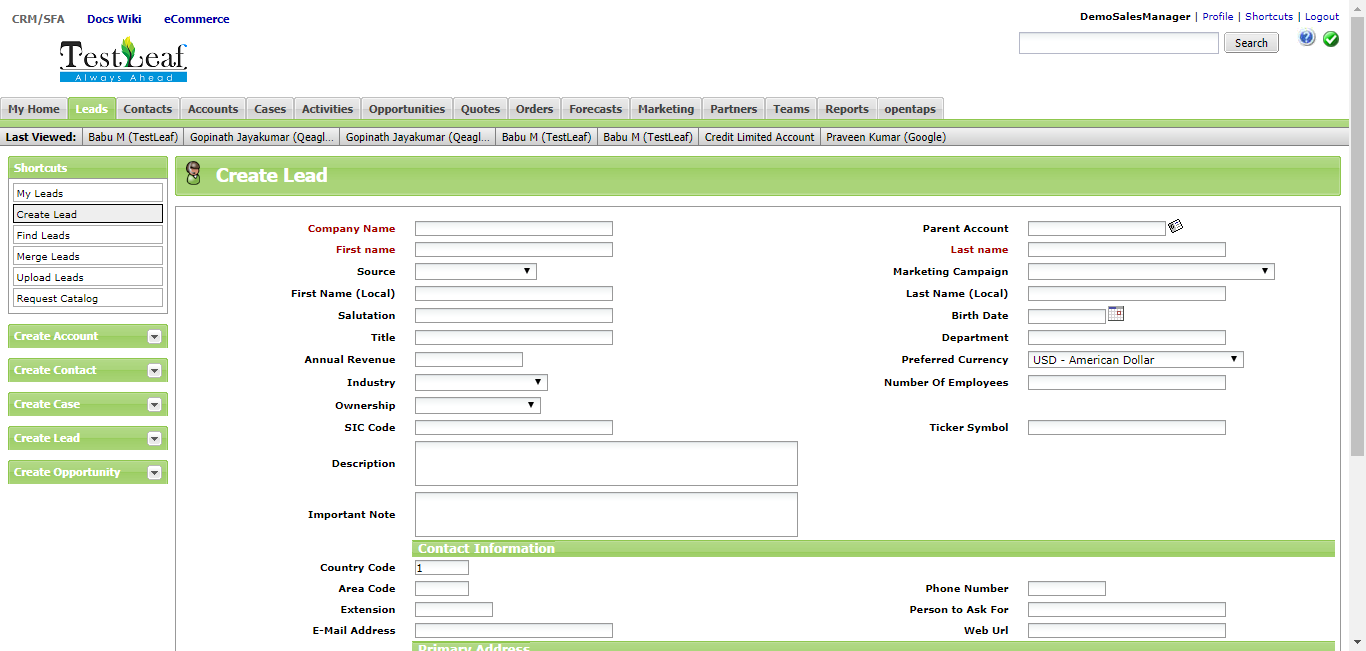 CRM/SFA Docs Wiki eCommerce
DemoSalesManager | Profile | Shortcuts | Logout
TestLeaf
Always Ahead
Search
My Home Leads Contacts Accounts Cases Activities Opportunities Quotes Orders Forecasts Marketing Partners Teams Reports opentaps
Last Viewed: Babu M (TestLeaf) Gopinath Jayakumar (Qeagl... Gopinath Jayakumar (Qeagl... Babu M (TestLeaf) Babu M (TestLeaf) Credit Limited Account Praveen Kumar (Google)
Shortcuts
My Leads
Create Lead
Find Leads
Merge Leads
Upload Leads
Request Catalog
Create Account
Create Contact
Create Case
Create Lead
Create Opportunity
Create Lead
Company Name Parent Account
First name Last name
Source Marketing Campaign
First Name (Local) Last Name (Local)
Salutation Birth Date
Title Department
Annual Revenue Preferred Currency USD - American Dollar
Industry Number Of Employees
Ownership
SIC Code Ticker Symbol
Description
Important Note
Contact Information
Country Code 1
Area Code Phone Number
Extension Person to Ask For
E-Mail Address Web Url
Primary Address